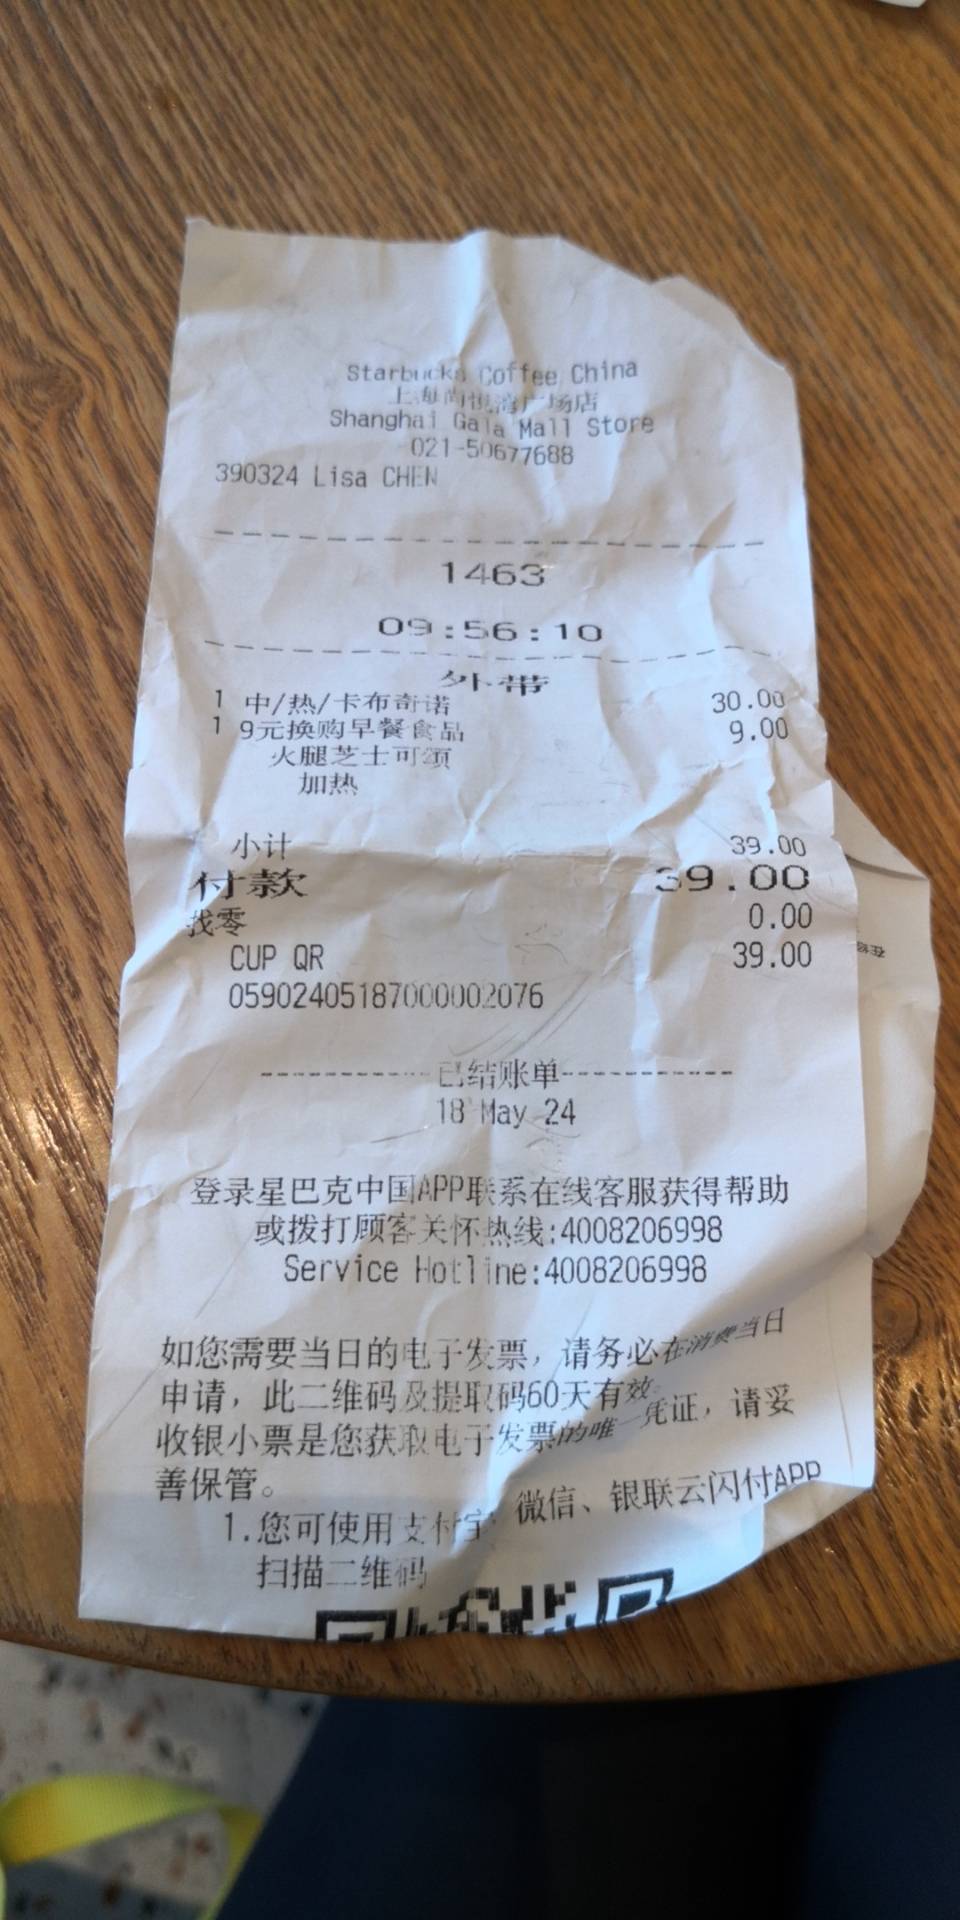 Starbucks Coffee China
上海尚悦湾广场店
Shanghai Gala Mall Store
021-50677688
390324 Lisa CHEN
1463
09:56:10
外带
1 中/热/卡布奇诺 30.00
1 9元换购早餐食品 9.00
火腿芝士可颂
加热
小计 39.00
付款 39.00
找零 0.00
CUP QR 39.00
05902405187000002076
已结账单
18 May 24
登录星巴克中国APP联系在线客服获得帮助
或拨打顾客关怀热线:4008206998
Service Hotline:4008206998
如您需要当日的电子发票，请务必在消费当日
申请，此二维码及提取码60天有效。
收银小票是您获取电子发票的唯一凭证，请妥
善保管。
1.您可使用支付宝、微信、银联云闪付APP
扫描二维码